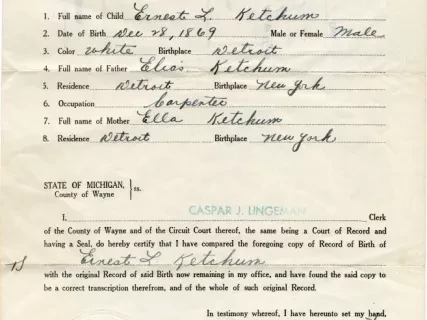 1. Full name of Child Ernest L. Ketchum
2. Date of Birth Dec 28, 1869 Male or Female Male
3. Color White Birthplace Detroit
4. Full name of Father Elias Ketchum
5. Residence Detroit Birthplace New York
6. Occupation Carpenter
7. Full name of Mother Ella Ketchum
8. Residence Detroit Birthplace New York
STATE OF MICHIGAN, } ss.
County of Wayne
I, CASPAR J. LINGEMAN Clerk
of the County of Wayne and of the Circuit Court thereof, the same being a Court of Record and
having a Seal, do hereby certify that I have compared the foregoing copy of Record of Birth of
Ernest L. Ketchum
with the original Record of said Birth now remaining in my office, and have found the said copy to
be a correct transcription therefrom, and of the whole of such original Record.
In testimony whereof, I have hereunto set my hand,